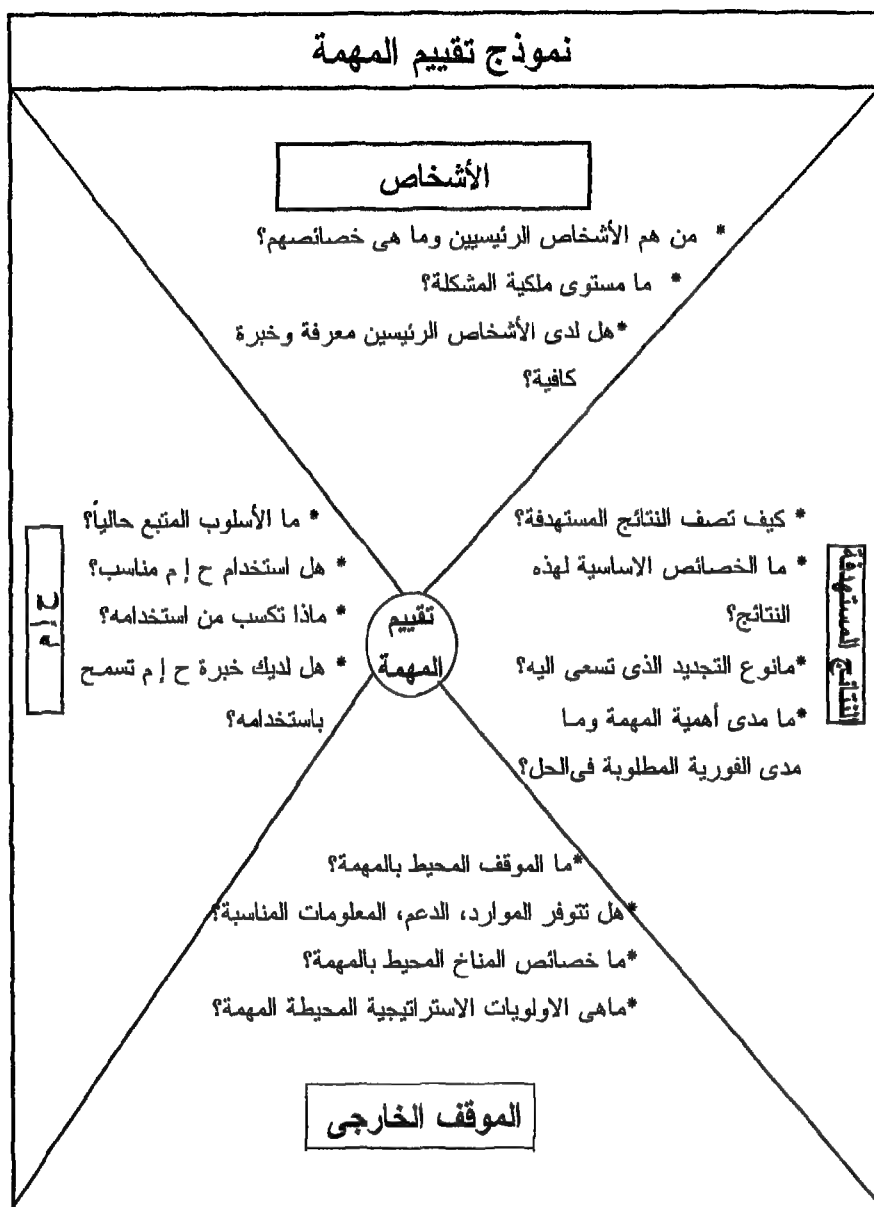 نموذج تقييم المهمة
الأشخاص
* من هم الأشخاص الرئيسيين وما هى خصائصهم؟
* ما مستوى ملكية المشكلة؟
*هل لدى الأشخاص الرئيسين معرفة وخبرة
كافية؟
النتائج المستهدفة
* كيف تصف النتائج المستهدفة؟
* ما الخصائص الاساسية لهذه
النتائج؟
*مانوع التجديد الذى تسعى اليه؟
*ما مدى أهمية المهمة وما
مدى الفورية المطلوبة فى الحل؟
تقييم
المهمة
* ما الأسلوب المتبع حالياً؟
* هل استخدام ح إ م مناسب؟
* ماذا تكسب من استخدامه؟
* هل لديك خبرة ح إ م تسمح
باستخدامه؟
ح إ م
*ما الموقف المحيط بالمهمة؟
*هل تتوفر الموارد، الدعم، المعلومات المناسبة؟
*ما خصائص المناخ المحيط بالمهمة؟
*ماهى الاولويات الاستراتيجية المحيطة المهمة؟
الموقف الخارجى